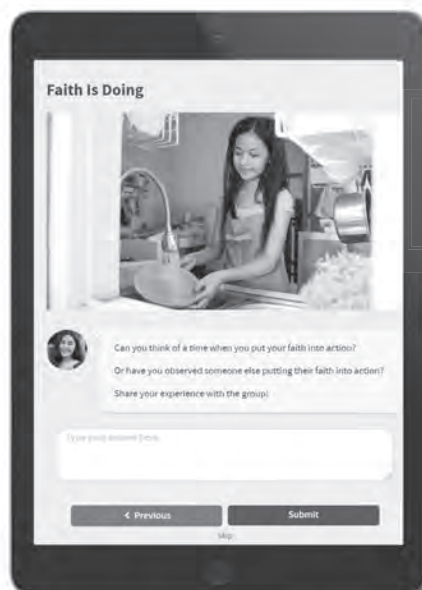 Faith Is Doing
Can you think of a time when you put your faith into action?
Or have you observed someone else putting their faith into action?
Share your experience with the group!
Type your answer here...
< Previous
Submit
skip